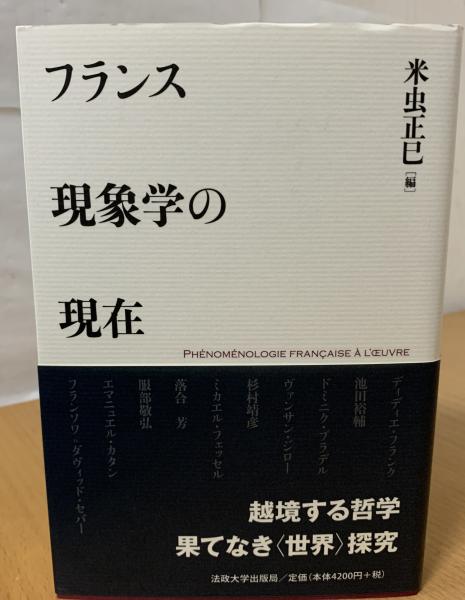 フランス
現象学の
現在
米虫正巳[編]
PHÉNOMÉNOLOGIE FRANÇAISE À L'ŒUVRE
ディディエ・フランク
池田裕輔
ドミニク・プラデル
ヴァンサン・ジロー
杉村靖彦
ミカエル・フェッセル
落合 芳
服部敬弘
エマニュエル・カタン
フランソワ=ダヴィッド・セバー
越境する哲学
果てなき〈世界〉探究
法政大学出版局/定価(本体4200円+税)